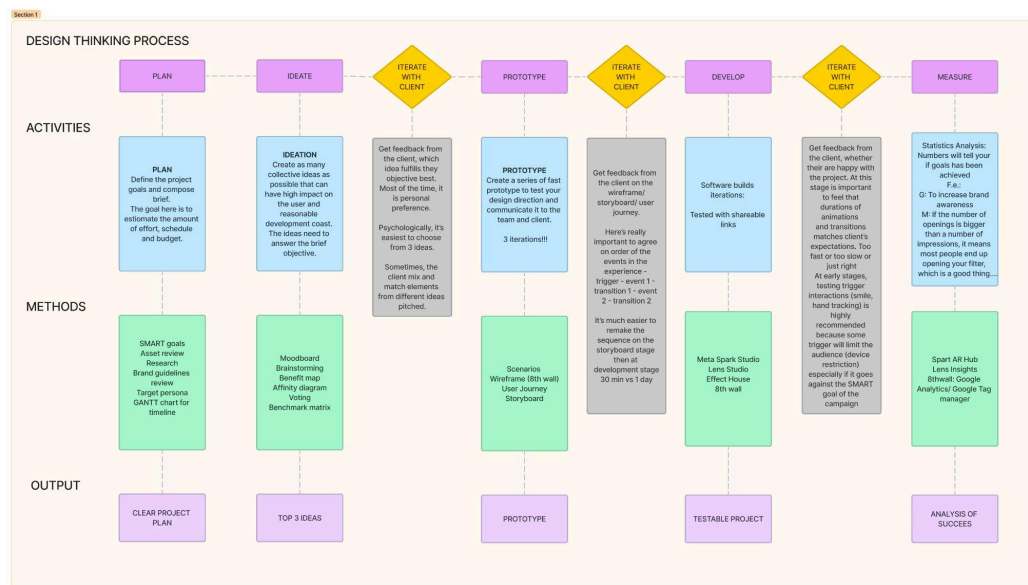 Section 1
DESIGN THINKING PROCESS
PLAN
IDEATE
ITERATE
WITH
CLIENT
PROTOTYPE
ITERATE
WITH
CLIENT
DEVELOP
ITERATE
WITH
CLIENT
MEASURE
ACTIVITIES
PLAN
Define the project
goals and compose
brief.
The goal here is to
estiomate the amount
of effort, schedule
and budget.
IDEATION
Create as many
collective ideas as
possible that can
have high impact on
the user and
reasonable
development coast.
The ideas need to
answer the brief
objective.
Get feedback from
the client, which
idea fulfills they
objective best.
Most of the time, it
is personal
preference.
Psychologically, it's
easiest to choose
from 3 ideas.
Sometimes, the
client mix and
match elements
from different ideas
pitched.
PROTOTYPE
Create a series of fast
prototype to test your
design direction and
communicate it to the
team and client.
3 iterations!!!
Get feedback from
the client on the
wireframe/
storyboard/ user
journey.
Here's really
important to agree
on order of the
events in the
experience -
trigger - event 1 -
transition 1 - event
2 - transition 2
It's much easier to
remake the
sequence on the
storyboard stage
then at
development stage
30 min vs 1 day
Software builds
iterations:
Tested with shareable
links
Get feedback from
the client, whether
their are happy with
the project. At this
stage is important
to feel that
durations of
animations
and transitions
matches client's
expectations. Too
fast or too slow or
just right
At early stages,
testing trigger
interactions (smile,
hand tracking) is
highly
recommended
because some
trigger will limit the
audience (device
restriction)
especially if it goes
against the SMART
goal of the
campaign
Statistics Analysis:
Numbers will tell your
if goals has been
achieved
F.e.:
G: To increase brand
awareness
M: If the number of
openings is bigger
than a number of
impressions, it means
most people end up
opening your filter,
which is a good thing....
METHODS
SMART goals
Asset review
Research
Brand guidelines
review
Target persona
GANTT chart for
timeline
Moodboard
Brainstorming
Benefit map
Affinity diagram
Voting
Benchmark matrix
Scenarios
Wireframe (8th wall)
User Journey
Storyboard
Meta Spark Studio
Lens Studio
Effect House
8th wall
Spart AR Hub
Lens Insights
8thwall: Google
Analytics/ Google Tag
manager
OUTPUT
CLEAR PROJECT
PLAN
TOP 3 IDEAS
PROTOTYPE
TESTABLE PROJECT
ANALYSIS OF
SUCCEES